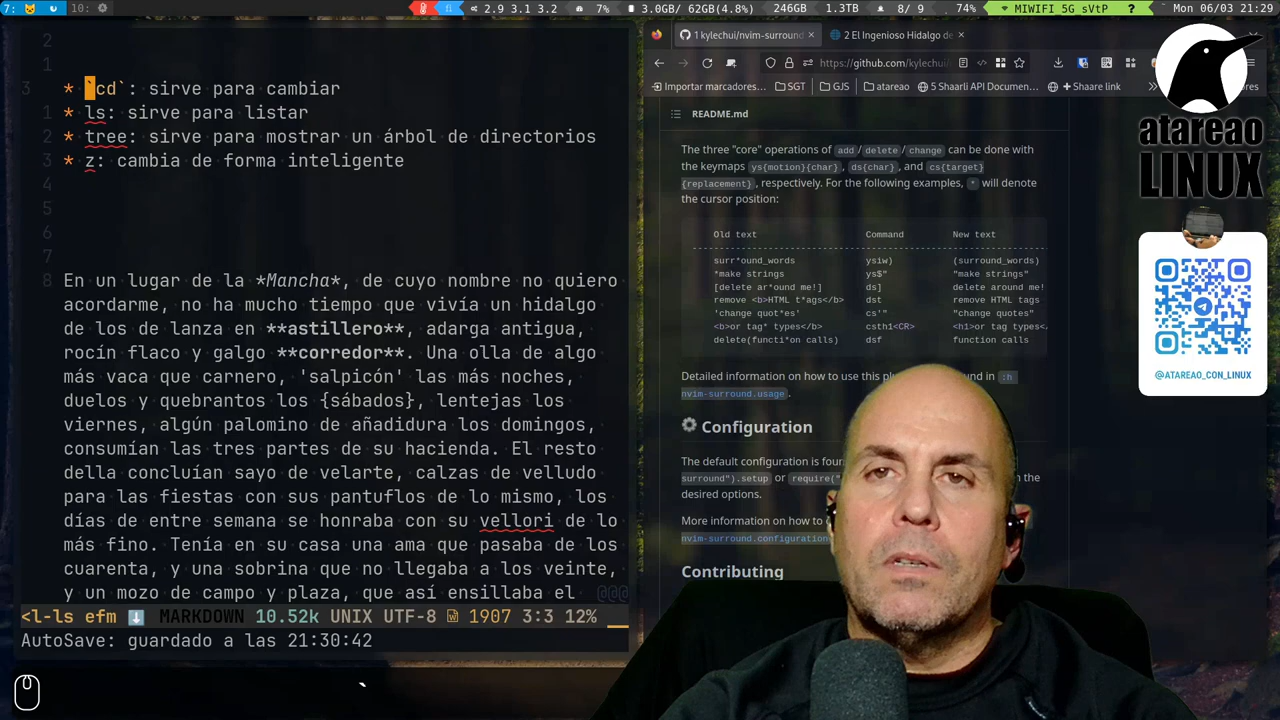 7:
10:
2.9 3.1 3.2
7%
3.0GB/ 62GB(4.8%)
246GB
1.3TB
8/ 9
74%
MIWIFI_5G_sVtP ?
Mon 06/03 21:29
2
1
3 * `cd`: sirve para cambiar
1 * ls: sirve para listar
2 * tree: sirve para mostrar un árbol de directorios
3 * z: cambia de forma inteligente
4
5
6
7
8 En un lugar de la *Mancha*, de cuyo nombre no quiero
acordarme, no ha mucho tiempo que vivía un hidalgo
de los de lanza en **astillero**, adarga antigua,
rocín flaco y galgo **corredor**. Una olla de algo
más vaca que carnero, 'salpicón' las más noches,
duelos y quebrantos los {sábados}, lentejas los
viernes, algún palomino de añadidura los domingos,
consumían las tres partes de su hacienda. El resto
della concluían sayo de velarte, calzas de velludo
para las fiestas con sus pantuflos de lo mismo, los
días de entre semana se honraba con su vellori de lo
más fino. Tenía en su casa una ama que pasaba de los
cuarenta, y una sobrina que no llegaba a los veinte,
y un mozo de campo y plaza, que así ensillaba el @@@
<l-ls efm MARKDOWN 10.52k UNIX UTF-8 1907 3:3 12%
AutoSave: guardado a las 21:30:42
`
1 kylechui/nvim-surround ×
2 El Ingenioso Hidalgo de ×
https://github.com/kylechui/
Importar marcadores... SGT GJS atareao 5 Shaarli API Documen... Shaare link »
ores
README.md
The three "core" operations of add/delete/change can be done with
the keymaps ys{motion}{char}, ds{char}, and cs{target}
{replacement}, respectively. For the following examples, * will denote
the cursor position:
Old text Command New text
--------------------------------------------------------------------------------
surr*ound_words ysiw) (surround_words)
*make strings ys$" "make strings"
[delete ar*ound me!] ds] delete around me!
remove <b>HTML t*ags</b> dst remove HTML tags
'change quot*es' cs'" "change quotes"
<b>or tag* types</b> csth1<CR> <h1>or tag types</
delete(functi*on calls) dsf function calls
Detailed information on how to use this plu und in :h
nvim-surround.usage.
Configuration
The default configuration is foun
surround").setup or require(" n the
desired options.
More information on how to
nvim-surround.configuration
Contributing
atareao
LINUX
@ATAREAO_CON_LINUX